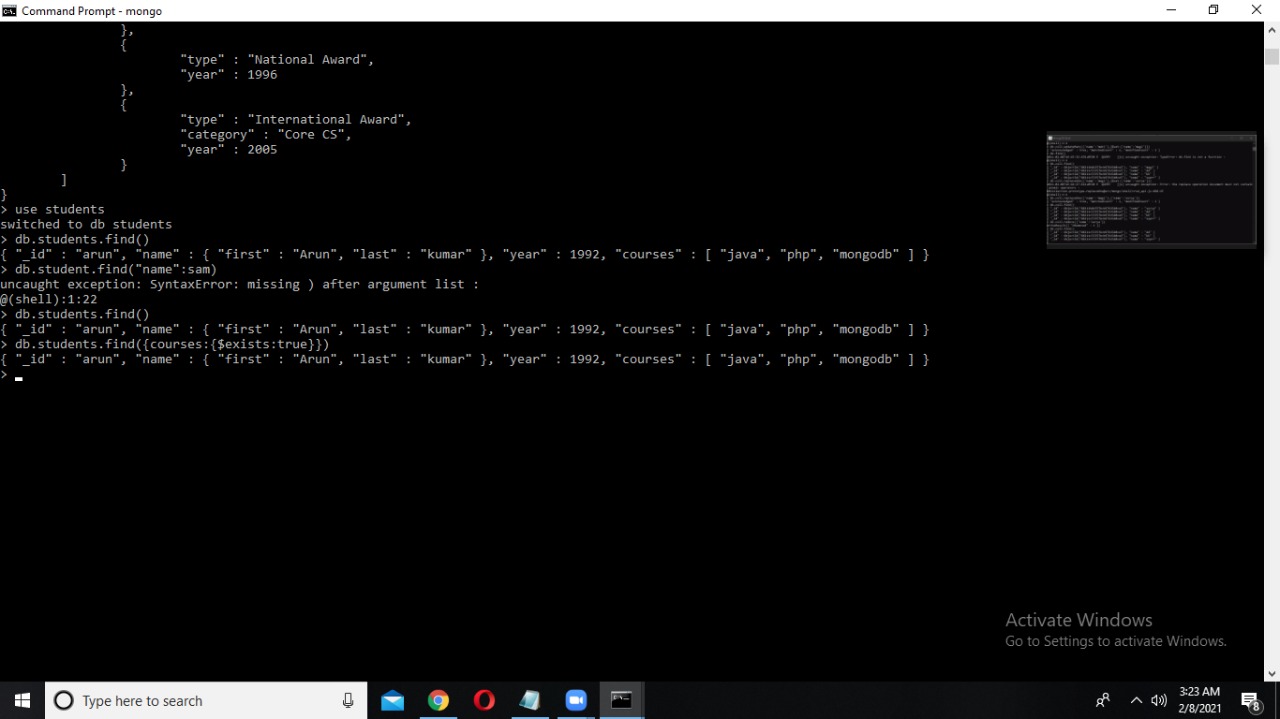 Command Prompt - mongo
},
{
"type" : "National Award",
"year" : 1996
},
{
"type" : "International Award",
"category" : "Core CS",
"year" : 2005
}
]
}
> use students
switched to db students
> db.students.find()
{ "_id" : "arun", "name" : { "first" : "Arun", "last" : "kumar" }, "year" : 1992, "courses" : [ "java", "php", "mongodb" ] }
> db.student.find("name":sam)
uncaught exception: SyntaxError: missing ) after argument list :
@(shell):1:22
> db.students.find()
{ "_id" : "arun", "name" : { "first" : "Arun", "last" : "kumar" }, "year" : 1992, "courses" : [ "java", "php", "mongodb" ] }
> db.students.find({courses:{$exists:true}})
{ "_id" : "arun", "name" : { "first" : "Arun", "last" : "kumar" }, "year" : 1992, "courses" : [ "java", "php", "mongodb" ] }
>
Activate Windows
Go to Settings to activate Windows.
Type here to search
3:23 AM
2/8/2021
8